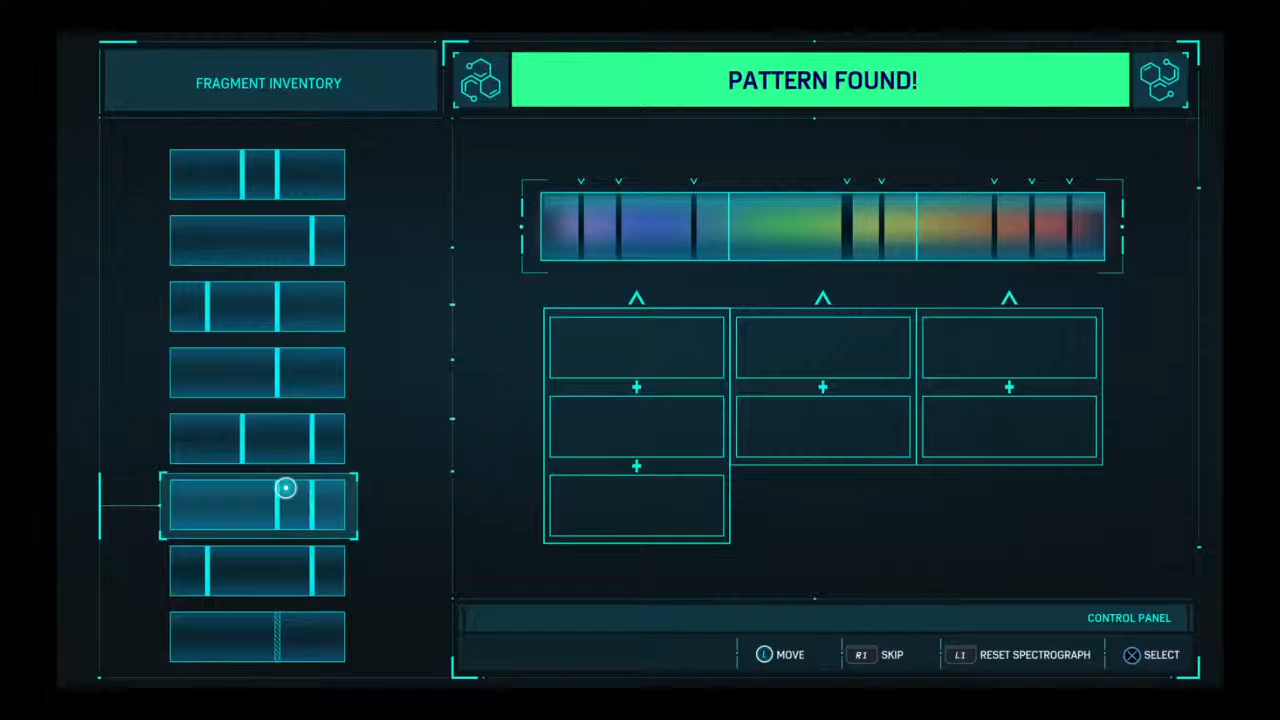 FRAGMENT INVENTORY
PATTERN FOUND!
CONTROL PANEL
L MOVE
R1 SKIP
L1 RESET SPECTROGRAPH
SELECT